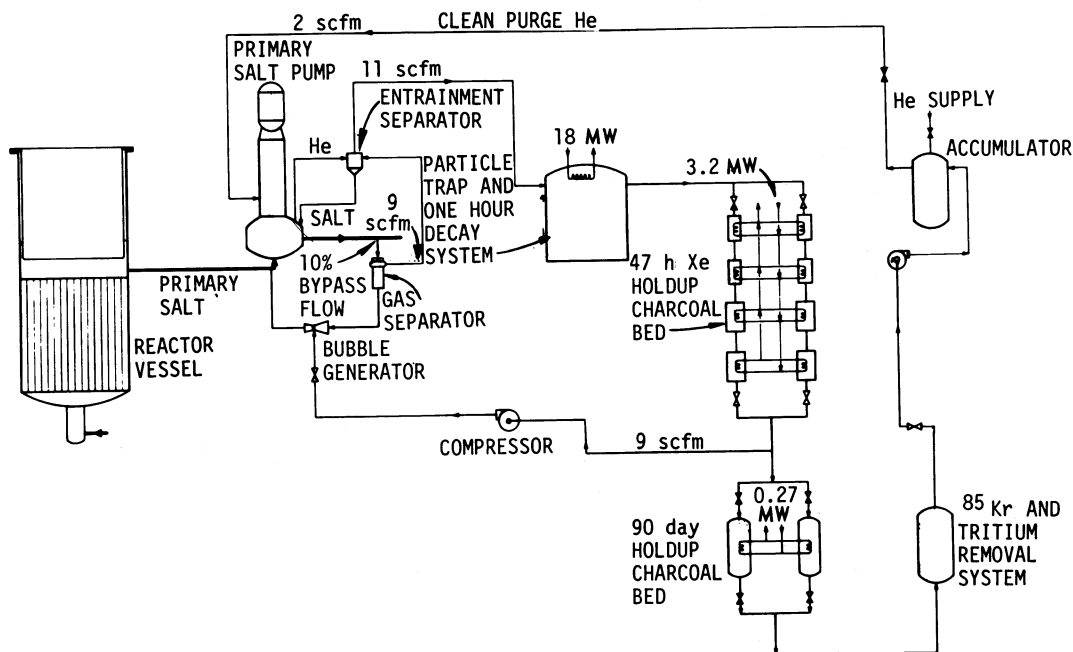 2 scfm
CLEAN PURGE He
PRIMARY
SALT PUMP
11 scfm
ENTRAINMENT
SEPARATOR
He
He SUPPLY
ACCUMULATOR
18 MW
3.2 MW
PARTICLE
TRAP AND
ONE HOUR
DECAY
SYSTEM
9
scfm
SALT
10%
BYPASS
FLOW
GAS
SEPARATOR
47 h Xe
HOLDUP
CHARCOAL
BED
PRIMARY
SALT
REACTOR
VESSEL
BUBBLE
GENERATOR
COMPRESSOR
9 scfm
0.27
MW
90 day
HOLDUP
CHARCOAL
BED
85Kr AND
TRITIUM
REMOVAL
SYSTEM